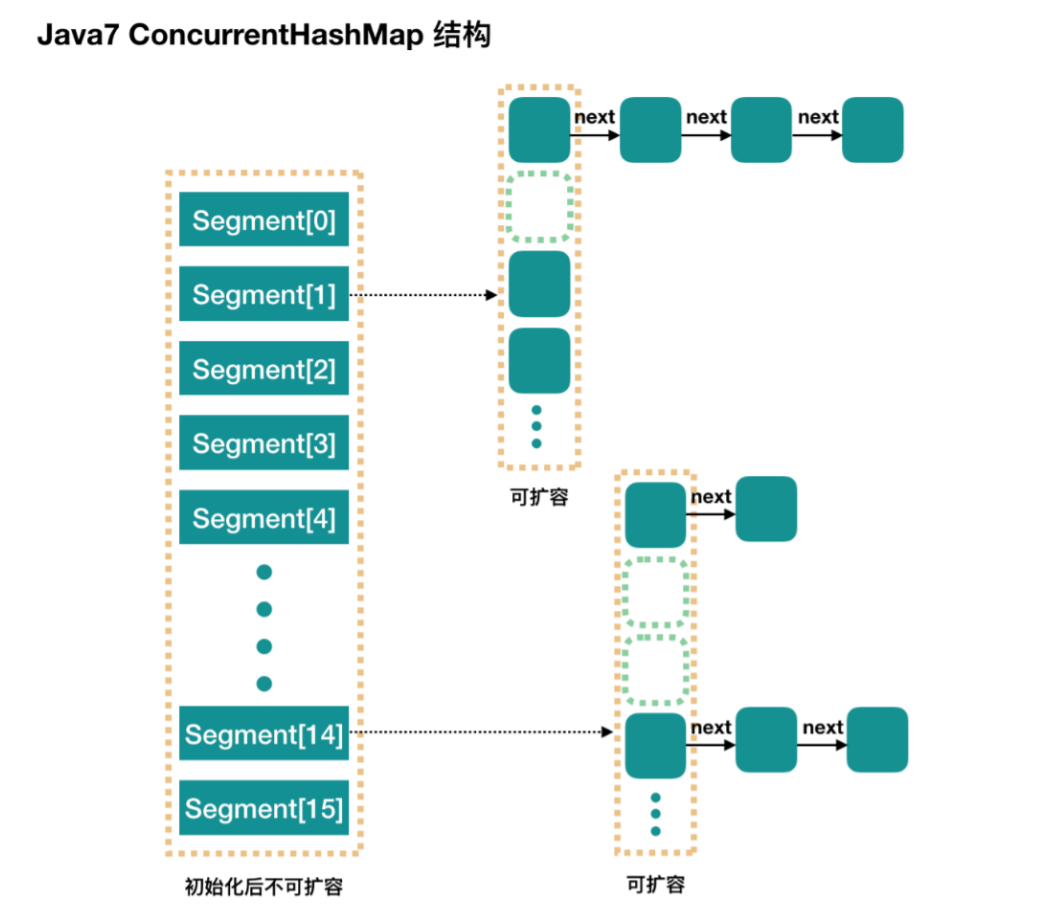 Java7 ConcurrentHashMap 结构
next next next
Segment[0]
Segment[1]
Segment[2]
Segment[3]
Segment[4]
可扩容
next
Segment[14]
next next
Segment[15]
初始化后不可扩容
可扩容